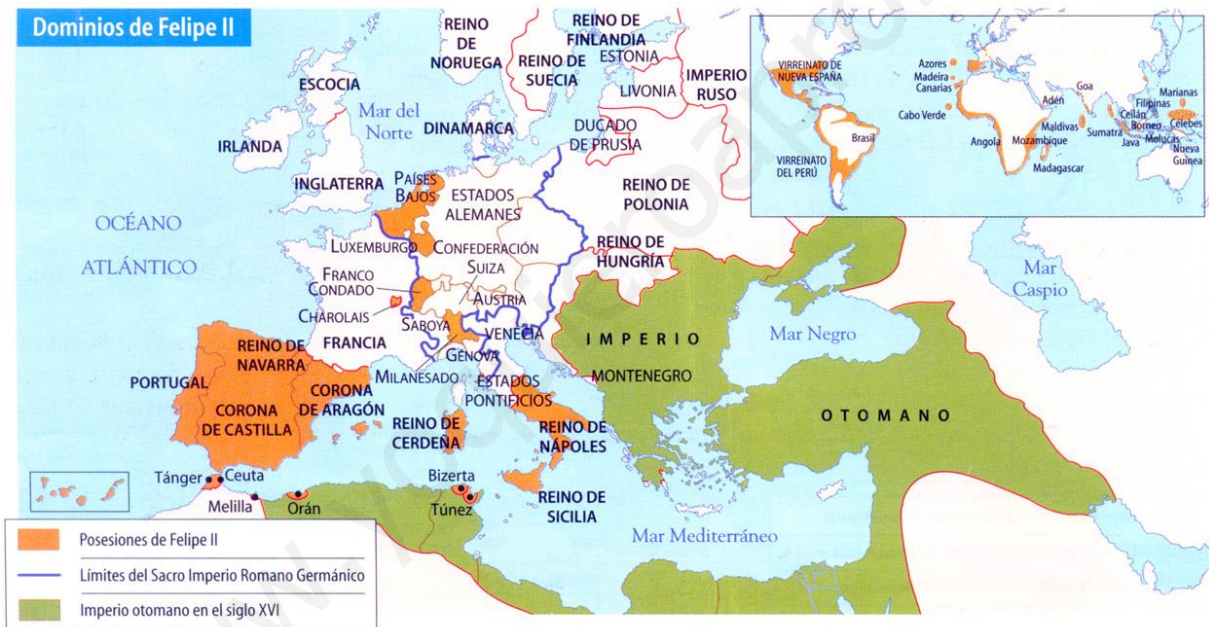 Dominios de Felipe II
REINO
DE
NORUEGA
REINO DE
SUECIA
REINO DE
FINLANDIA
ESTONIA
LIVONIA
IMPERIO
RUSO
ESCOCIA
Mar del
Norte
DINAMARCA
DUCADO
DE PRUSIA
IRLANDA
INGLATERRA
PAÍSES
BAJOS
ESTADOS
ALEMANES
REINO DE
POLONIA
OCÉANO
ATLÁNTICO
LUXEMBURGO
CONFEDERACIÓN
SUIZA
REINO DE
HUNGRÍA
FRANCO
CONDADO
AUSTRIA
CHAROLAIS
SABOYA
VENECIA
FRANCIA
GÉNOVA
MILANESADO
ESTADOS
PONTIFICIOS
IMPERIO
MONTENEGRO
OTOMANO
Mar Negro
Mar
Caspio
PORTUGAL
REINO DE
NAVARRA
CORONA
DE ARAGÓN
CORONA
DE CASTILLA
REINO DE
CERDEÑA
REINO DE
NÁPOLES
REINO DE
SICILIA
Mar Mediterráneo
Tánger
Ceuta
Melilla
Orán
Bizerta
Túnez
VIRREINATO DE
NUEVA ESPAÑA
VIRREINATO
DEL PERÚ
Brasil
Azores
Madeira
Canarias
Cabo Verde
Angola
Mozambique
Madagascar
Adén
Goa
Maldivas
Ceilán
Sumatra
Java
Borneo
Filipinas
Marianas
Célebes
Molucas
Nueva
Guinea
Posesiones de Felipe II
Límites del Sacro Imperio Romano Germánico
Imperio otomano en el siglo XVI